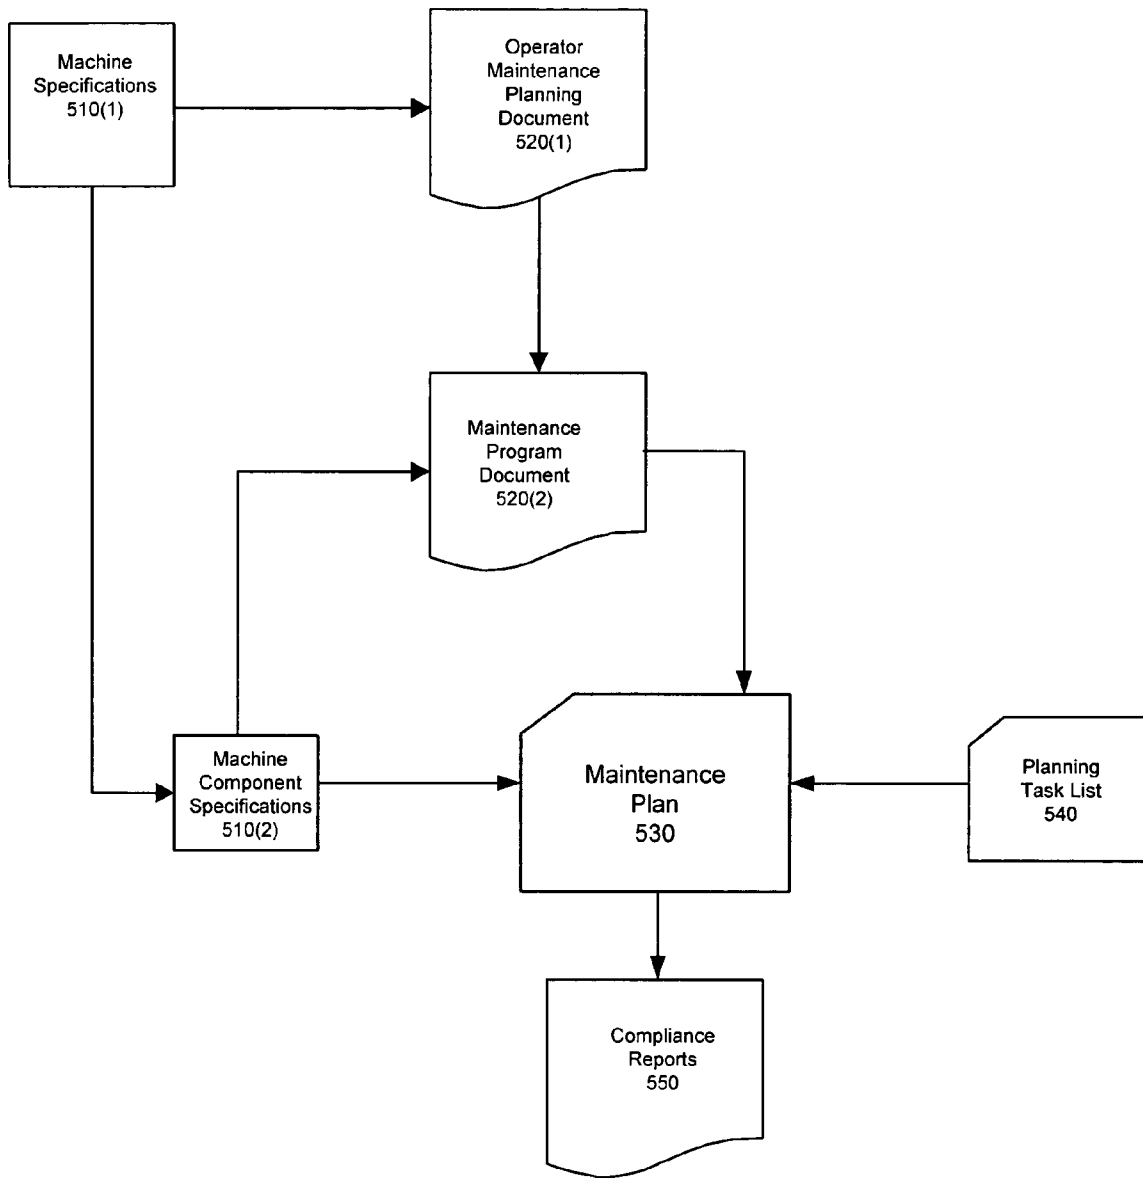 Machine
Specifications
510(1)
Operator
Maintenance
Planning
Document
520(1)
Maintenance
Program
Document
520(2)
Machine
Component
Specifications
510(2)
Maintenance
Plan
530
Planning
Task List
540
Compliance
Reports
550